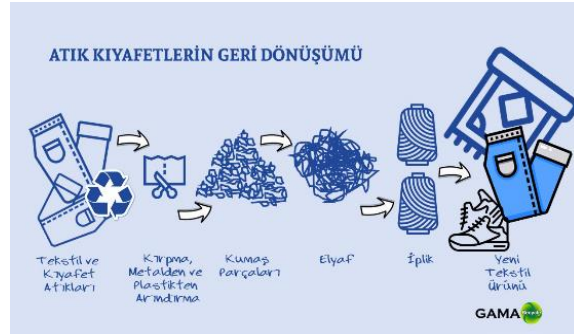 ATIK KIYAFETLERİN GERİ DÖNÜŞÜMÜ
Tekstil ve
Kıyafet
Atıkları
Kırpma,
Metalden ve
Plastikten
Arındırma
Kumaş
Parçaları
Elyaf
İplik
Yeni
Tekstil
Ürünü
GAMA